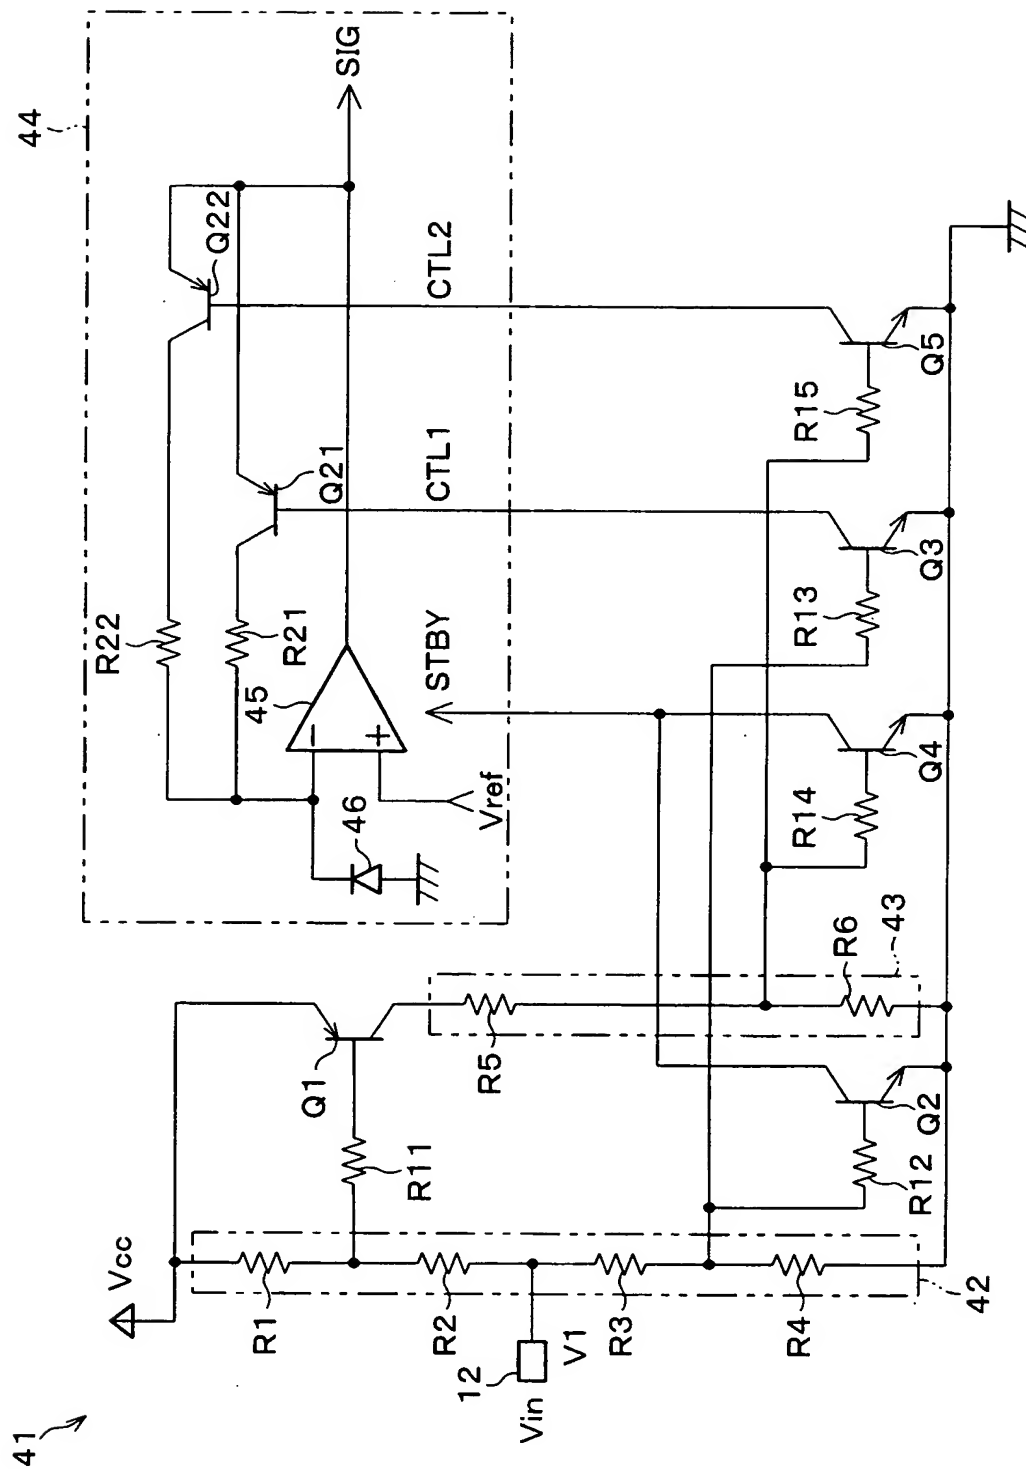 41
Vcc
44
R22
Q22
SIG
R21
Q21
45
46
Vref
STBY
CTL1
CTL2
Q1
R11
R1
R2
12
Vin
V1
R3
R4
42
R5
R6
43
R12
Q2
R14
Q4
R13
Q3
R15
Q5